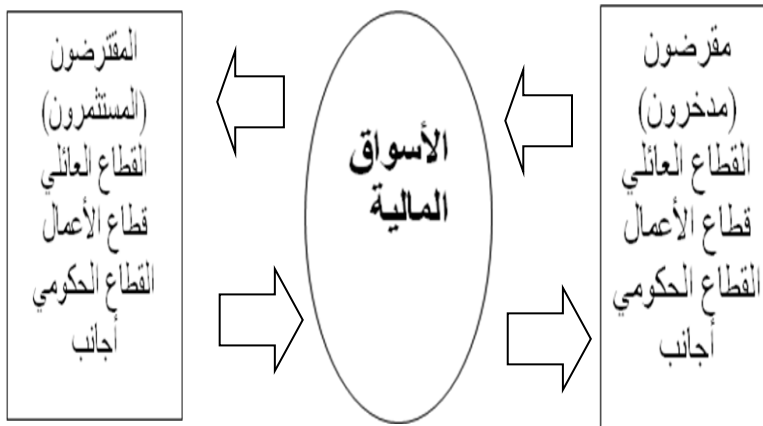 مقرضون
(مدخرون)
القطاع العائلي
قطاع الأعمال
القطاع الحكومي
أجانب
الأسواق
المالية
المقترضون
(المستثمرون)
القطاع العائلي
قطاع الأعمال
القطاع الحكومي
أجانب